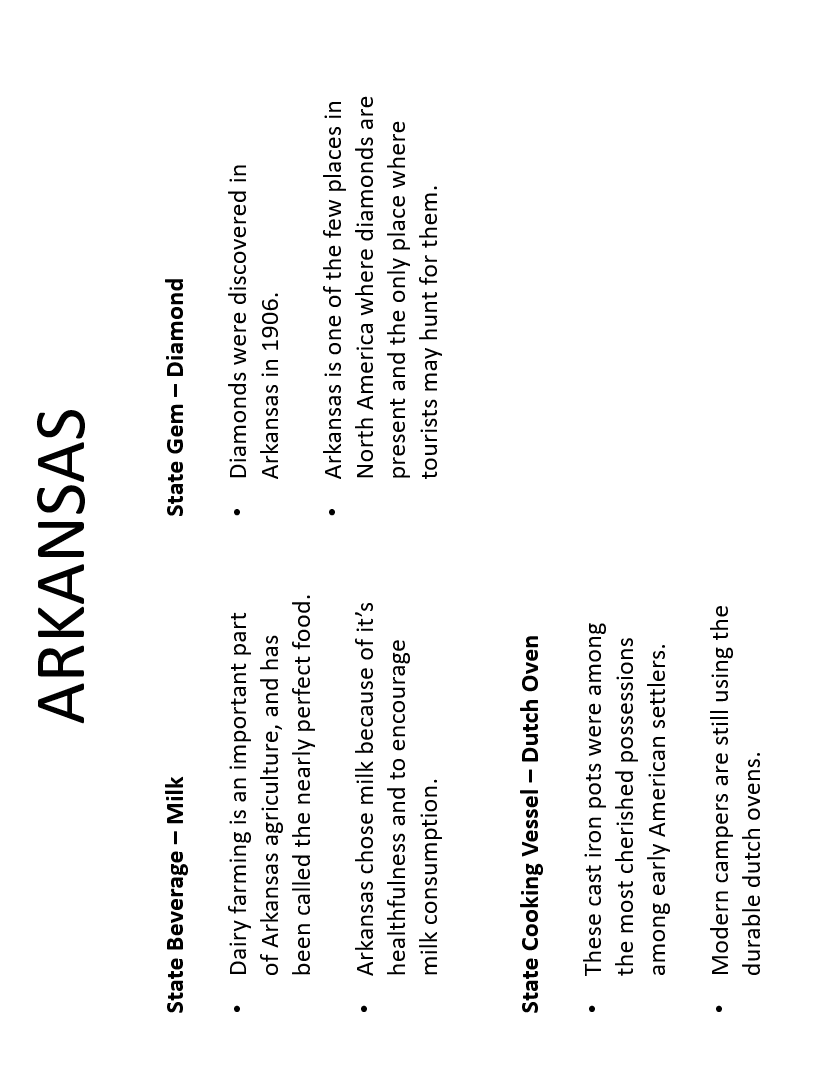 ARKANSAS
State Beverage – Milk
• Dairy farming is an important part
of Arkansas agriculture, and has
been called the nearly perfect food.
• Arkansas chose milk because of it’s
healthfulness and to encourage
milk consumption.
State Cooking Vessel – Dutch Oven
• These cast iron pots were among
the most cherished possessions
among early American settlers.
• Modern campers are still using the
durable dutch ovens.
State Gem – Diamond
• Diamonds were discovered in
Arkansas in 1906.
• Arkansas is one of the few places in
North America where diamonds are
present and the only place where
tourists may hunt for them.